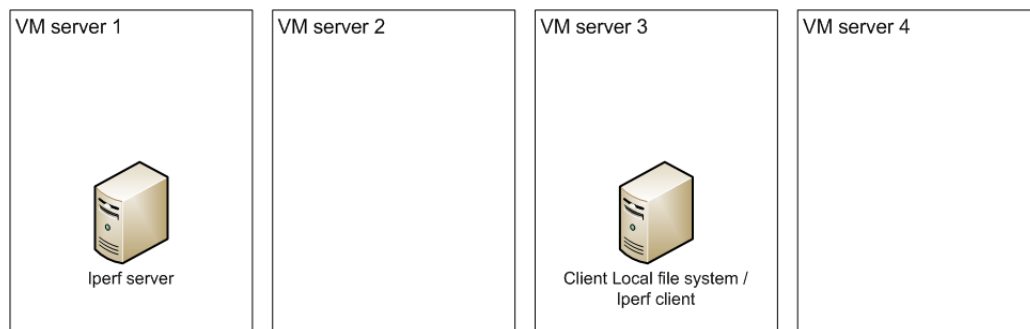 VM server 1
VM server 2
VM server 3
VM server 4
Iperf server
Client Local file system /
Iperf client